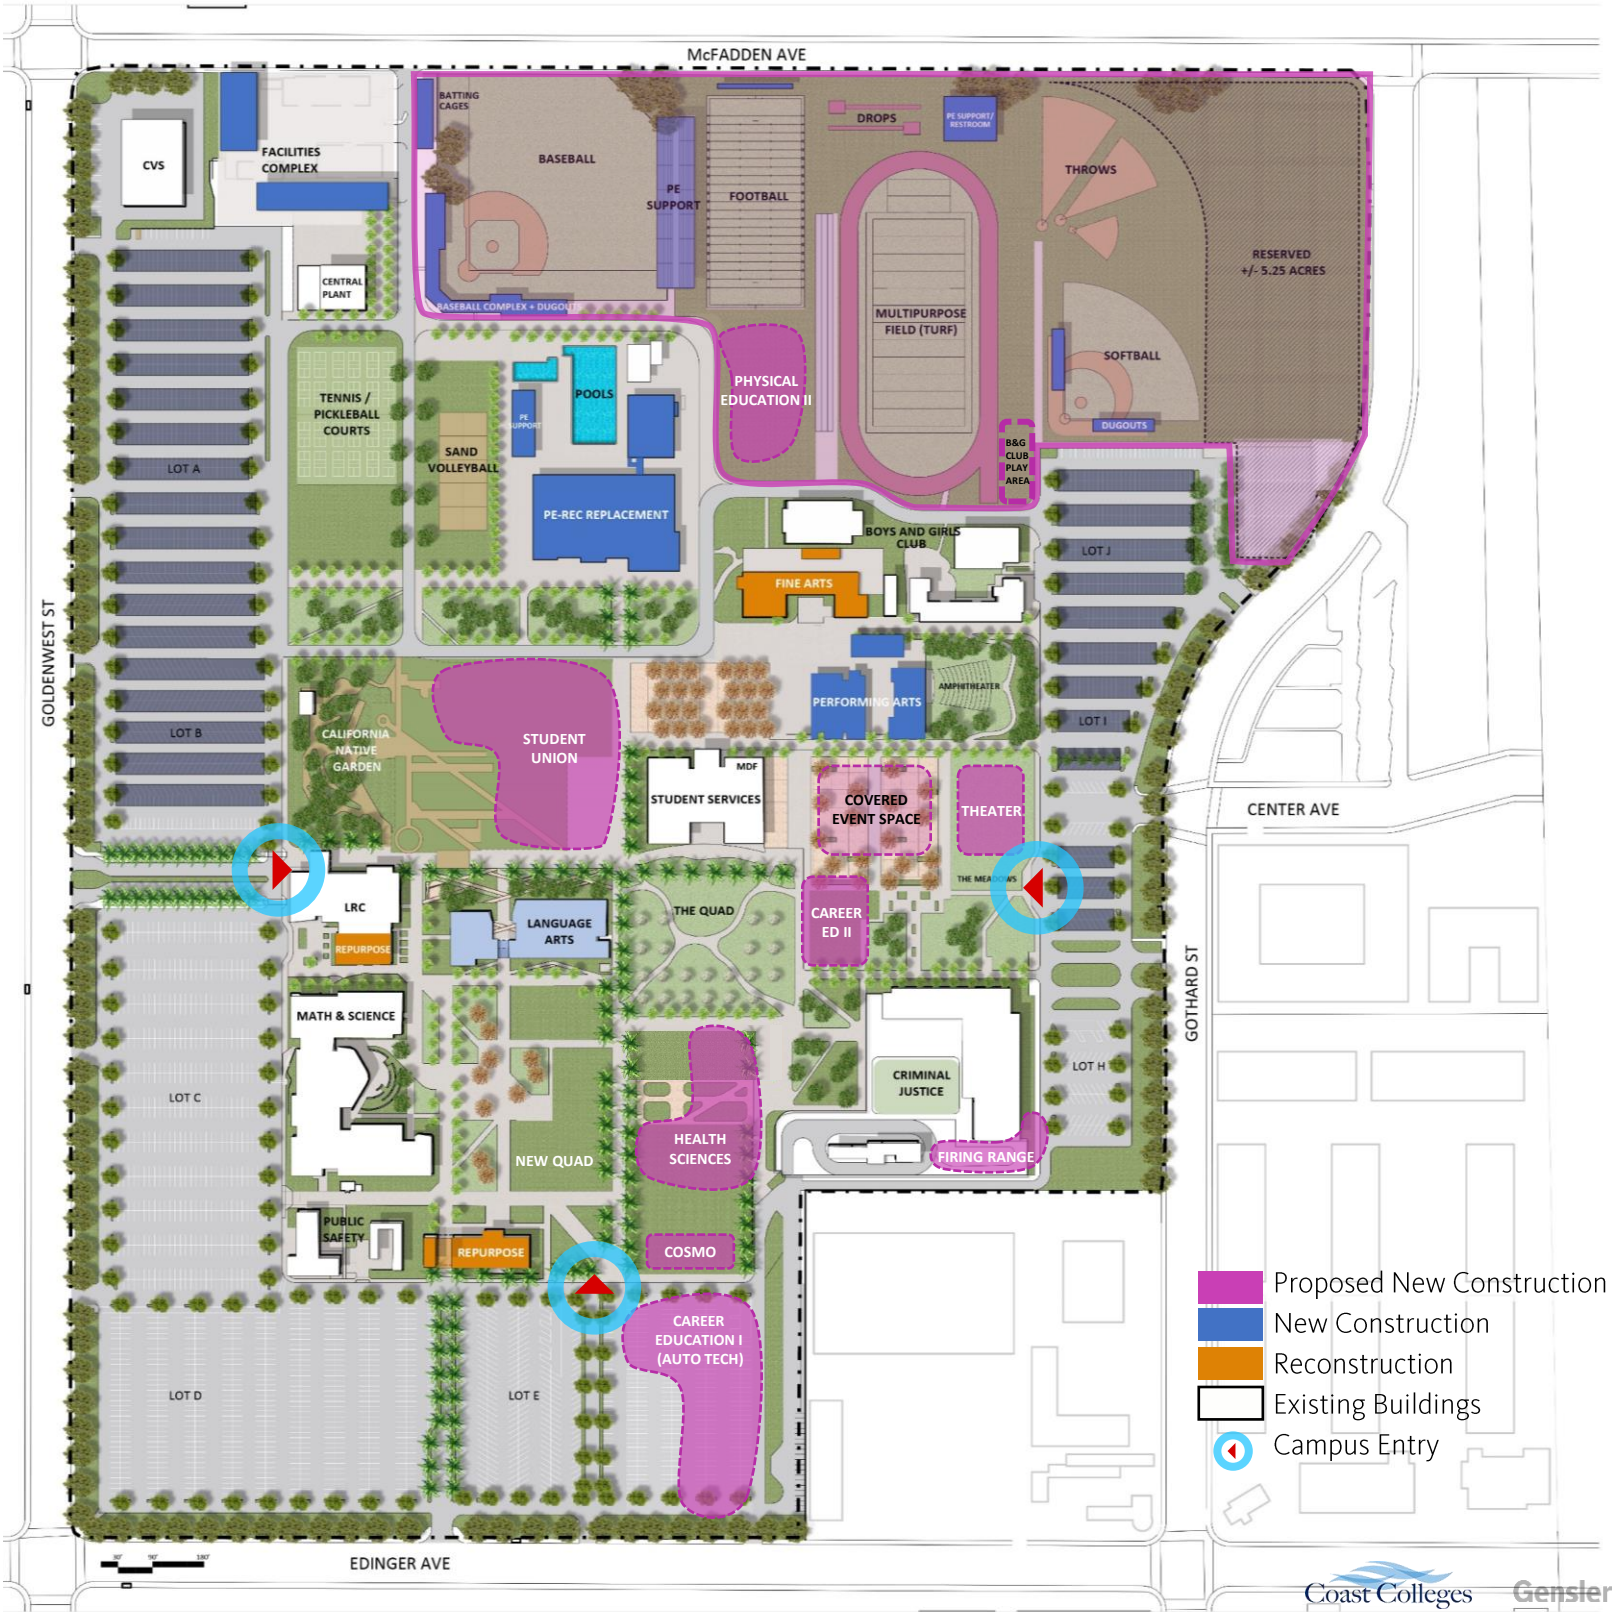 McFADDEN AVE
BATTING
CAGES
CVS
FACILITIES
COMPLEX
BASEBALL
PE
SUPPORT
FOOTBALL
DROPS
PE SUPPORT/
RESTROOM
THROWS
RESERVED
+/- 5.25 ACRES
CENTRAL
PLANT
BASEBALL COMPLEX + DUGOUTS
MULTIPURPOSE
FIELD (TURF)
SOFTBALL
DUGOUTS
PHYSICAL
EDUCATION II
TENNIS /
PICKLEBALL
COURTS
POOLS
PE
SUPPORT
SAND
VOLLEYBALL
B&G
CLUB
PLAY
AREA
LOT A
PE-REC REPLACEMENT
BOYS AND GIRLS
CLUB
LOT J
FINE ARTS
GOLDENWEST ST
AMPHITHEATER
PERFORMING ARTS
LOT I
LOT B
CALIFORNIA
NATIVE
GARDEN
STUDENT
UNION
MDF
STUDENT SERVICES
COVERED
EVENT SPACE
THEATER
CENTER AVE
THE MEADOWS
LRC
REPURPOSE
LANGUAGE
ARTS
THE QUAD
CAREER
ED II
GOTHARD ST
MATH & SCIENCE
LOT C
CRIMINAL
JUSTICE
LOT H
NEW QUAD
HEALTH
SCIENCES
FIRING RANGE
PUBLIC
SAFETY
REPURPOSE
COSMO
CAREER
EDUCATION I
(AUTO TECH)
LOT D
LOT E
Proposed New Construction
New Construction
Reconstruction
Existing Buildings
Campus Entry
30' 90' 180'
EDINGER AVE
Coast Colleges
Gensler